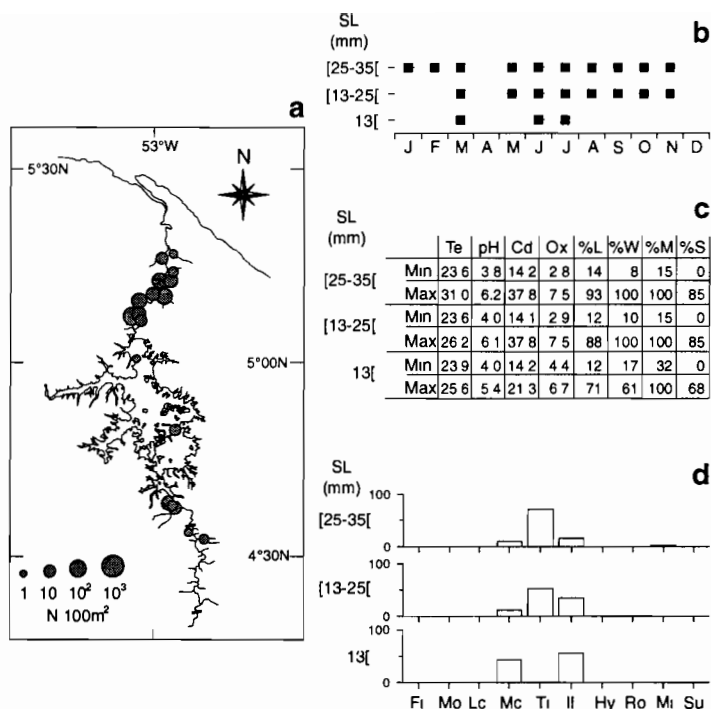 a
53°W
N
5°30N
5°00N
4°30N
1 10 10² 10³
N 100m²
b
SL
(mm)
[25-35[
[13-25[
13[
J F M A M J J A S O N D
c
SL
(mm)
Te pH Cd Ox %L %W %M %S
[25-35[
Min 23 6 3 8 14 2 2 8 14 8 15 0
Max 31 0 6.2 37 8 7 5 93 100 100 85
[13-25[
Min 23 6 4 0 14 1 2 9 12 10 15 0
Max 26 2 6 1 37 8 7 5 88 100 100 85
13[
Min 23 9 4 0 14 2 4 4 12 17 32 0
Max 25 6 5 4 21 3 6 7 71 61 100 68
d
SL
(mm)
100
[25-35[
0
100
[13-25[
0
100
13[
0
Fi Mo Lc Mc Ti If Hy Ro Mi Su